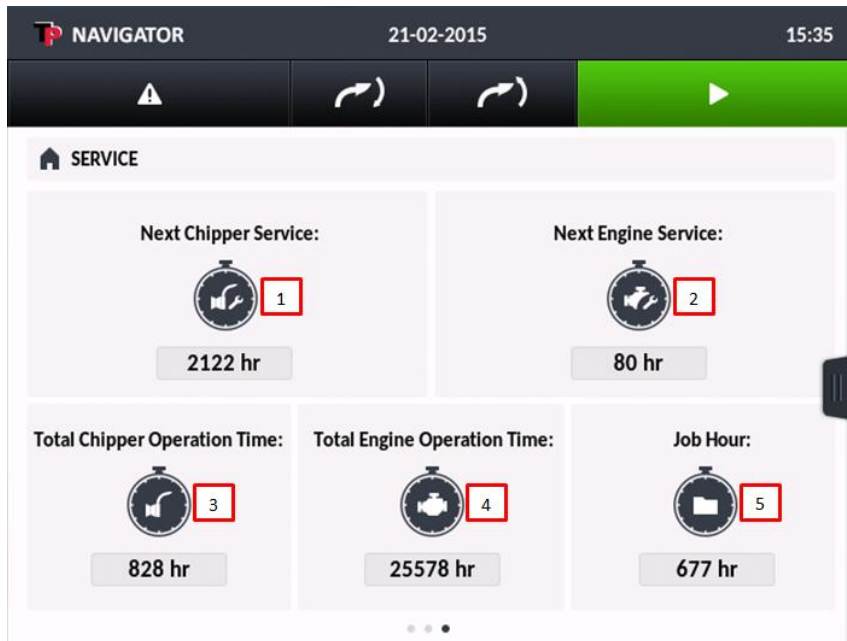 TP NAVIGATOR 21-02-2015 15:35
SERVICE
Next Chipper Service:
1
2122 hr
Next Engine Service:
2
80 hr
Total Chipper Operation Time:
3
828 hr
Total Engine Operation Time:
4
25578 hr
Job Hour:
5
677 hr